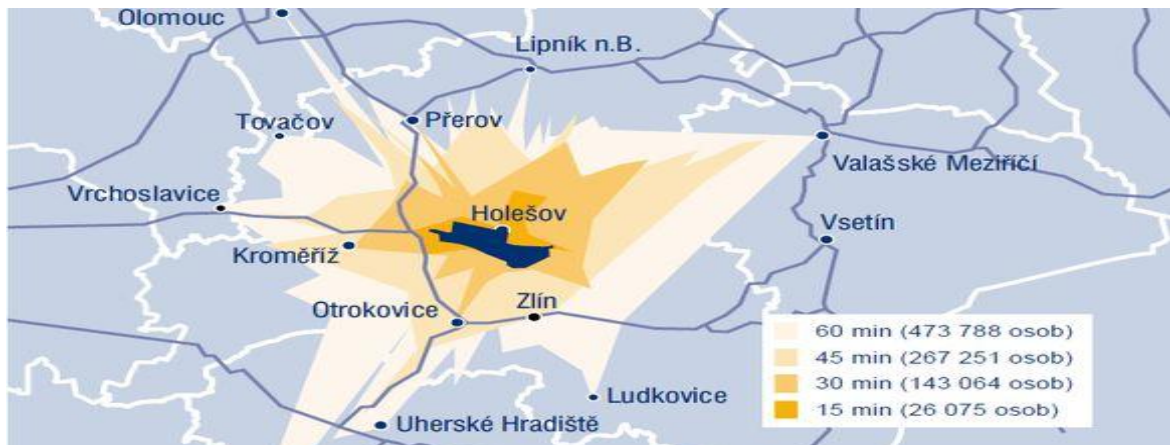 Olomouc
Lipník n.B.
Tovačov
Přerov
Valašské Meziříčí
Vrchoslavice
Holešov
Vsetín
Kroměříž
Otrokovice
Zlín
60 min (473 788 osob)
45 min (267 251 osob)
30 min (143 064 osob)
15 min (26 075 osob)
Ludkovice
Uherské Hradiště